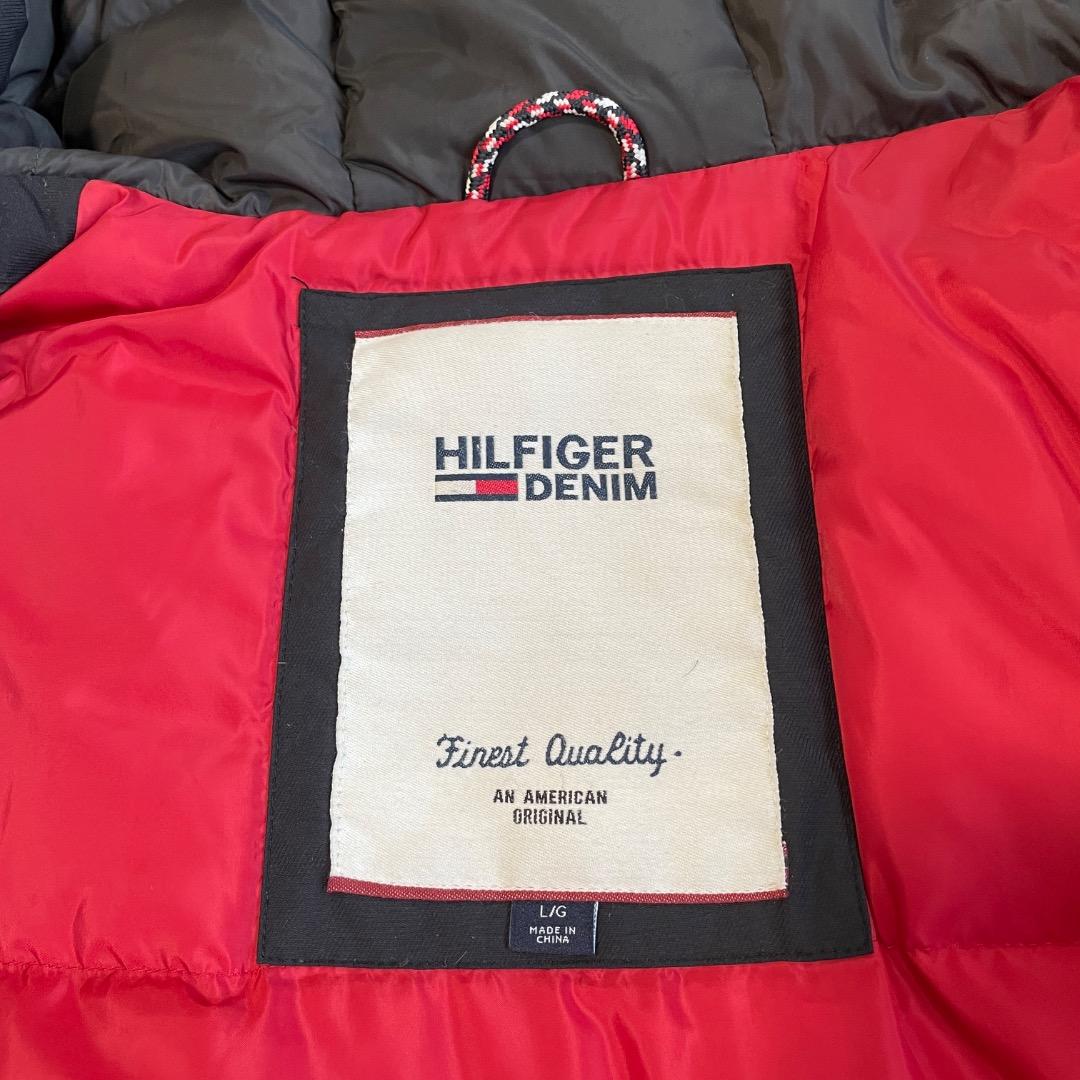 HILFIGER
DENIM
Finest Quality.
AN AMERICAN
ORIGINAL
L/G
MADE IN
CHINA